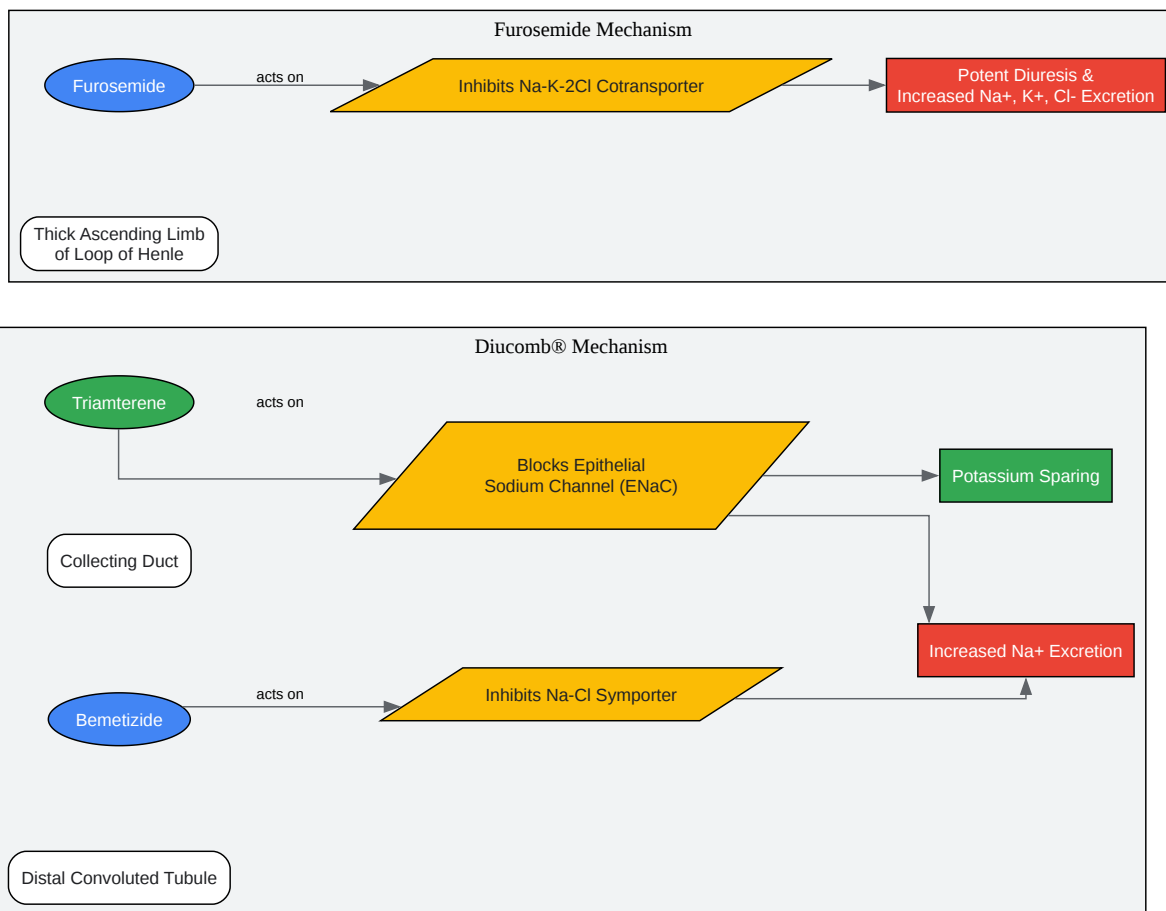 Furosemide Mechanism
Furosemide
acts on
Inhibits Na-K-2Cl Cotransporter
Potent Diuresis &
Increased Na+, K+, Cl- Excretion
Thick Ascending Limb
of Loop of Henle
Diucomb® Mechanism
Triamterene
acts on
Blocks Epithelial
Sodium Channel (ENaC)
Potassium Sparing
Collecting Duct
Increased Na+ Excretion
Bemetizide
acts on
Inhibits Na-Cl Symporter
Distal Convoluted Tubule